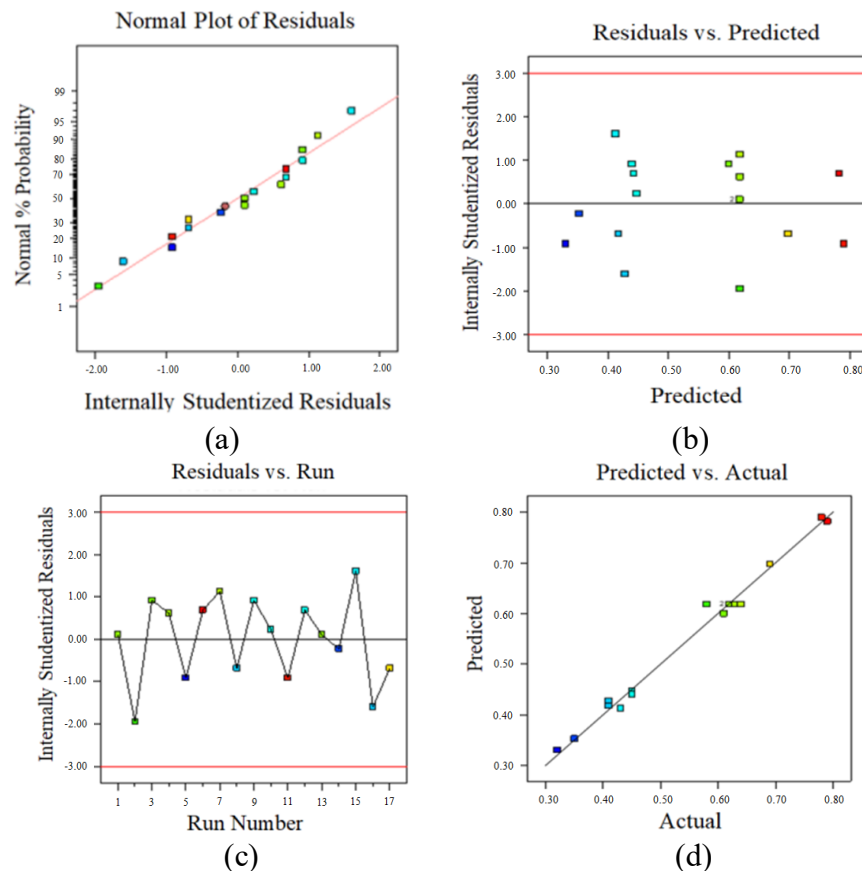 Normal Plot of Residuals
Normal % Probability
99
95
90
80
70
50
30
20
10
5
1
-2.00 -1.00 0.00 1.00 2.00
Internally Studentized Residuals
(a)
Residuals vs. Predicted
Internally Studentized Residuals
3.00
2.00
1.00
0.00
-1.00
-2.00
-3.00
2
0.30 0.40 0.50 0.60 0.70 0.80
Predicted
(b)
Residuals vs. Run
Internally Studentized Residuals
3.00
2.00
1.00
0.00
-1.00
-2.00
-3.00
1 3 5 7 9 11 13 15 17
Run Number
(c)
Predicted vs. Actual
Predicted
0.80
0.70
0.60
0.50
0.40
0.30
2
0.30 0.40 0.50 0.60 0.70 0.80
Actual
(d)